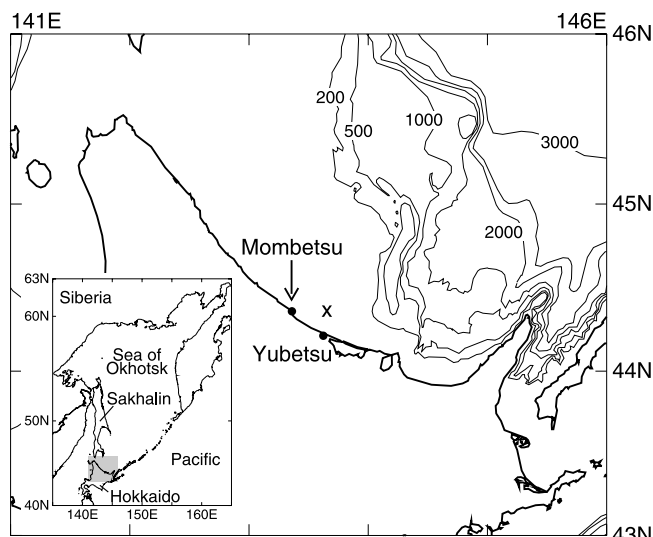 141E 146E
46N
200
500 1000
3000
45N
2000
Mombetsu
x
Yubetsu
44N
43N
63N
Siberia
60N
Sea of
Okhotsk
Sakhalin
50N
Pacific
Hokkaido
40N
140E 150E 160E